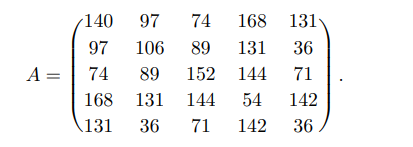 140 97 74 168 131
97 106 89 131 36
A = 74 89 152 144 71 .
168 131 144 54 142
131 36 71 142 36